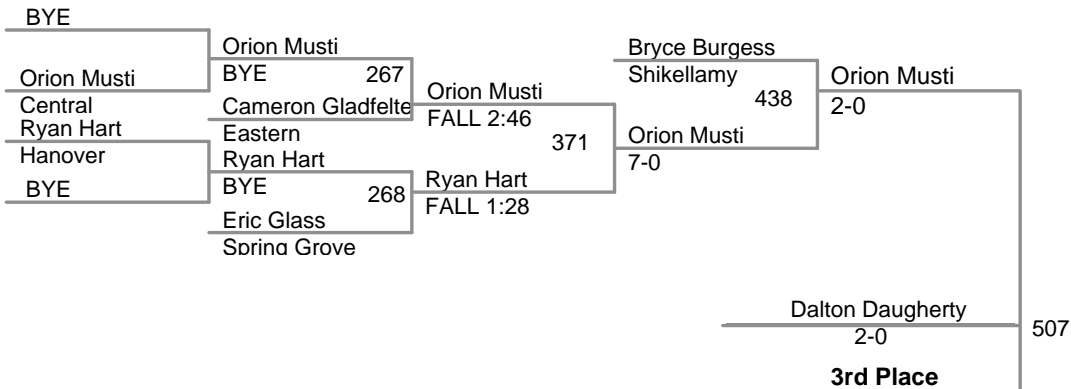 BYE
Orion Musti
Central
Ryan Hart
Hanover
BYE
Orion Musti
BYE
267
Cameron Gladfelte
Eastern
Ryan Hart
BYE
268
Eric Glass
Spring Grove
Orion Musti
FALL 2:46
371
Ryan Hart
FALL 1:28
Bryce Burgess
Shikellamy
438
Orion Musti
7-0
Orion Musti
2-0
Dalton Daugherty
2-0
507
3rd Place